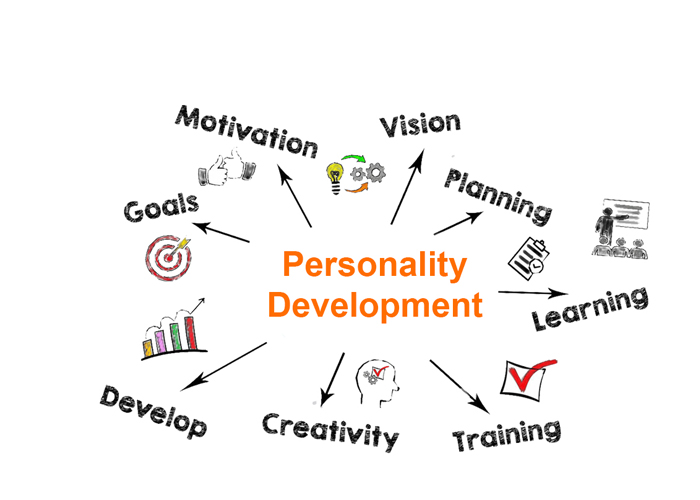 Motivation
Vision
Goals
Planning
Personality
Development
Learning
Develop
Creativity
Training